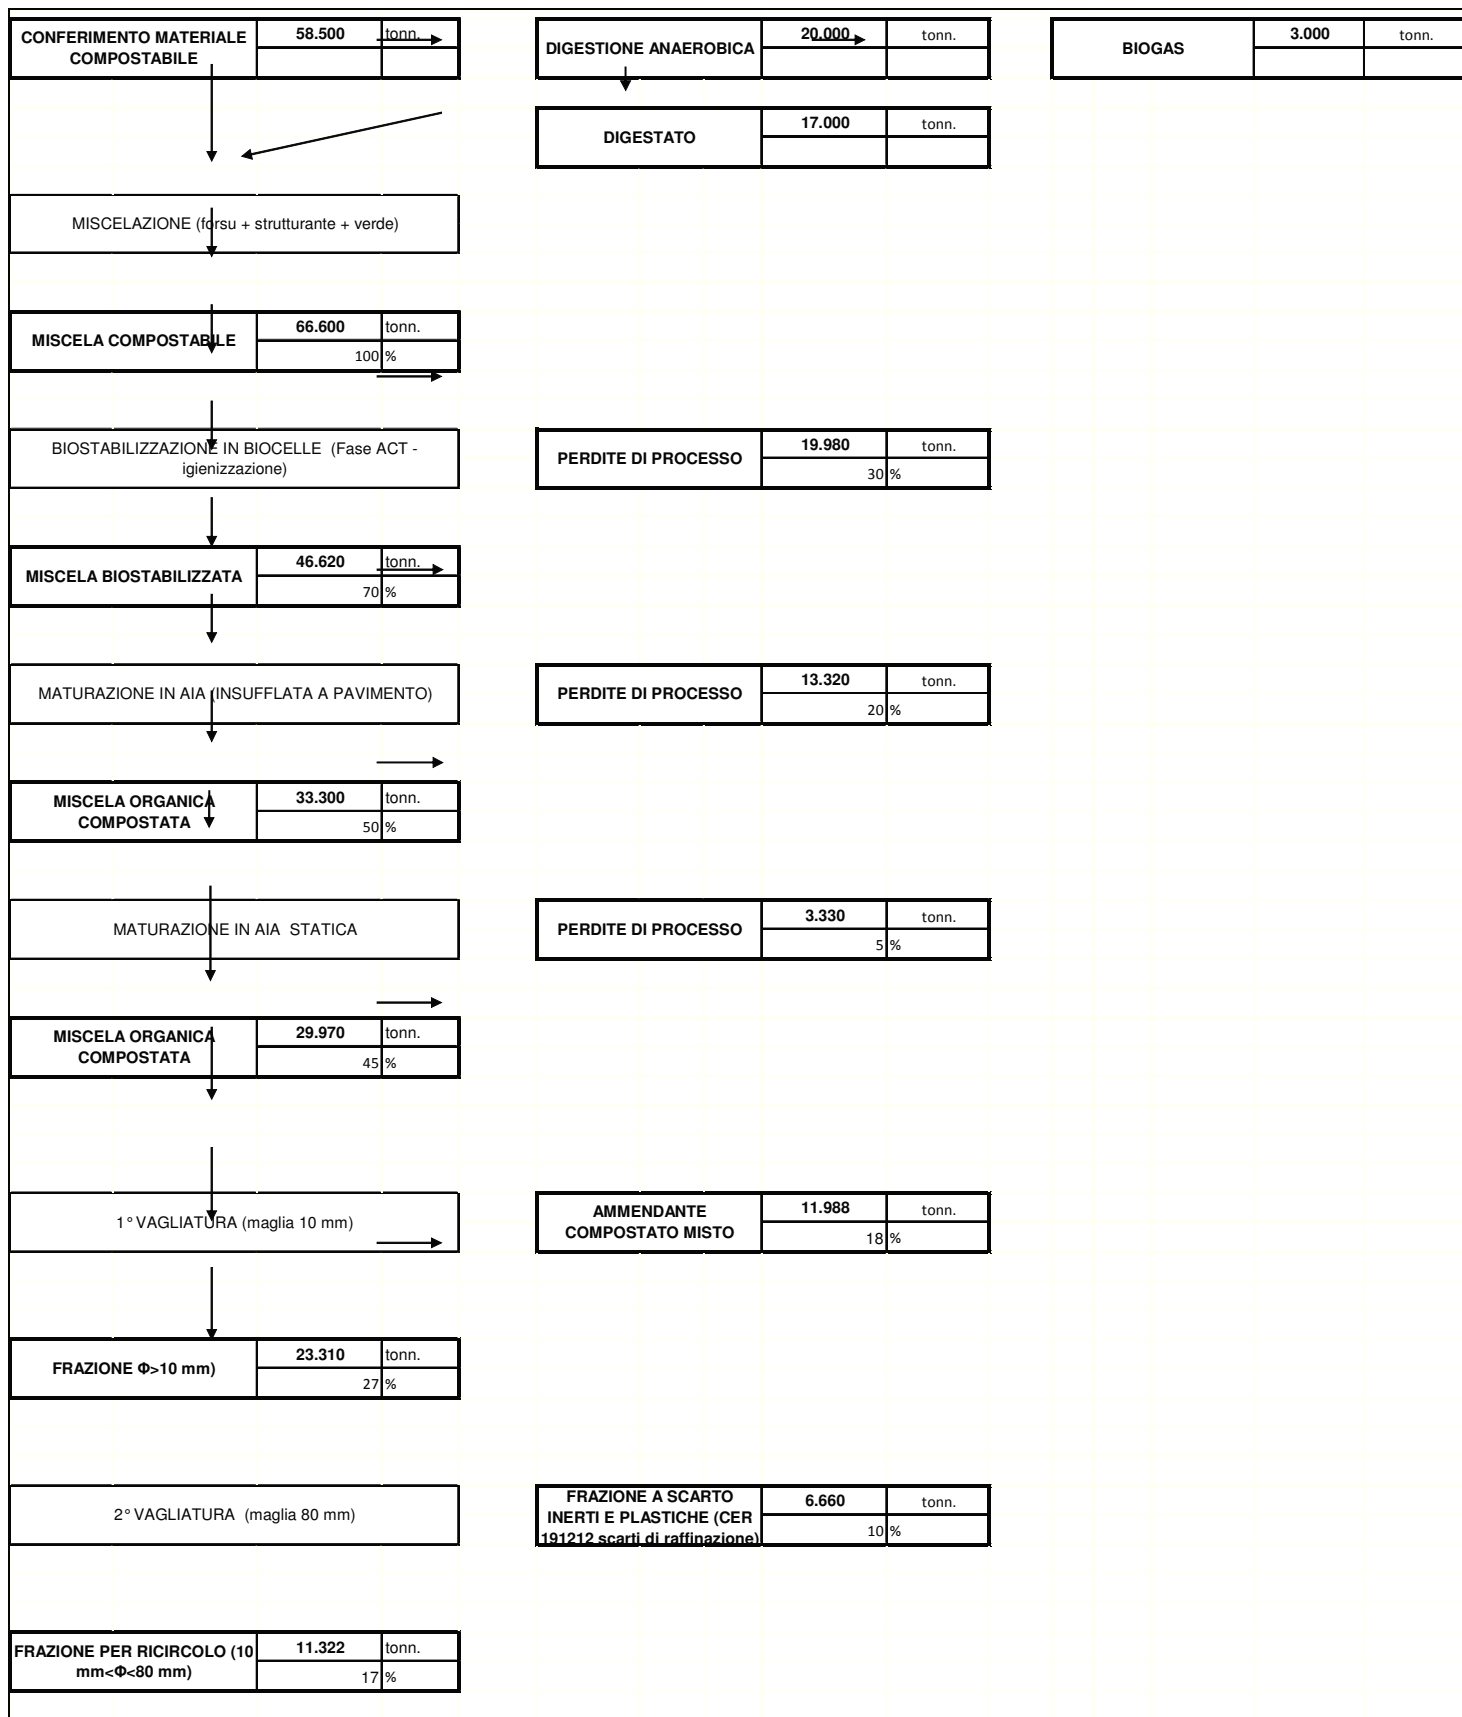 CONFERIMENTO MATERIALE
COMPOSTABILE
58.500 tonn.
DIGESTIONE ANAEROBICA
20.000 tonn.
BIOGAS
3.000 tonn.
DIGESTATO
17.000 tonn.
MISCELAZIONE (forsu + strutturante + verde)
MISCELA COMPOSTABILE
66.600 tonn.
100 %
BIOSTABILIZZAZIONE IN BIOCELLE (Fase ACT -
igienizzazione)
PERDITE DI PROCESSO
19.980 tonn.
30 %
MISCELA BIOSTABILIZZATA
46.620 tonn.
70 %
MATURAZIONE IN AIA (INSUFFLATA A PAVIMENTO)
PERDITE DI PROCESSO
13.320 tonn.
20 %
MISCELA ORGANICA
COMPOSTATA
33.300 tonn.
50 %
MATURAZIONE IN AIA STATICA
PERDITE DI PROCESSO
3.330 tonn.
5 %
MISCELA ORGANICA
COMPOSTATA
29.970 tonn.
45 %
1° VAGLIATURA (maglia 10 mm)
AMMENDANTE
COMPOSTATO MISTO
11.988 tonn.
18 %
FRAZIONE Φ>10 mm)
23.310 tonn.
27 %
2° VAGLIATURA (maglia 80 mm)
FRAZIONE A SCARTO
INERTI E PLASTICHE (CER
191212 scarti di raffinazione)
6.660 tonn.
10 %
FRAZIONE PER RICIRCOLO (10
mm<Φ<80 mm)
11.322 tonn.
17 %